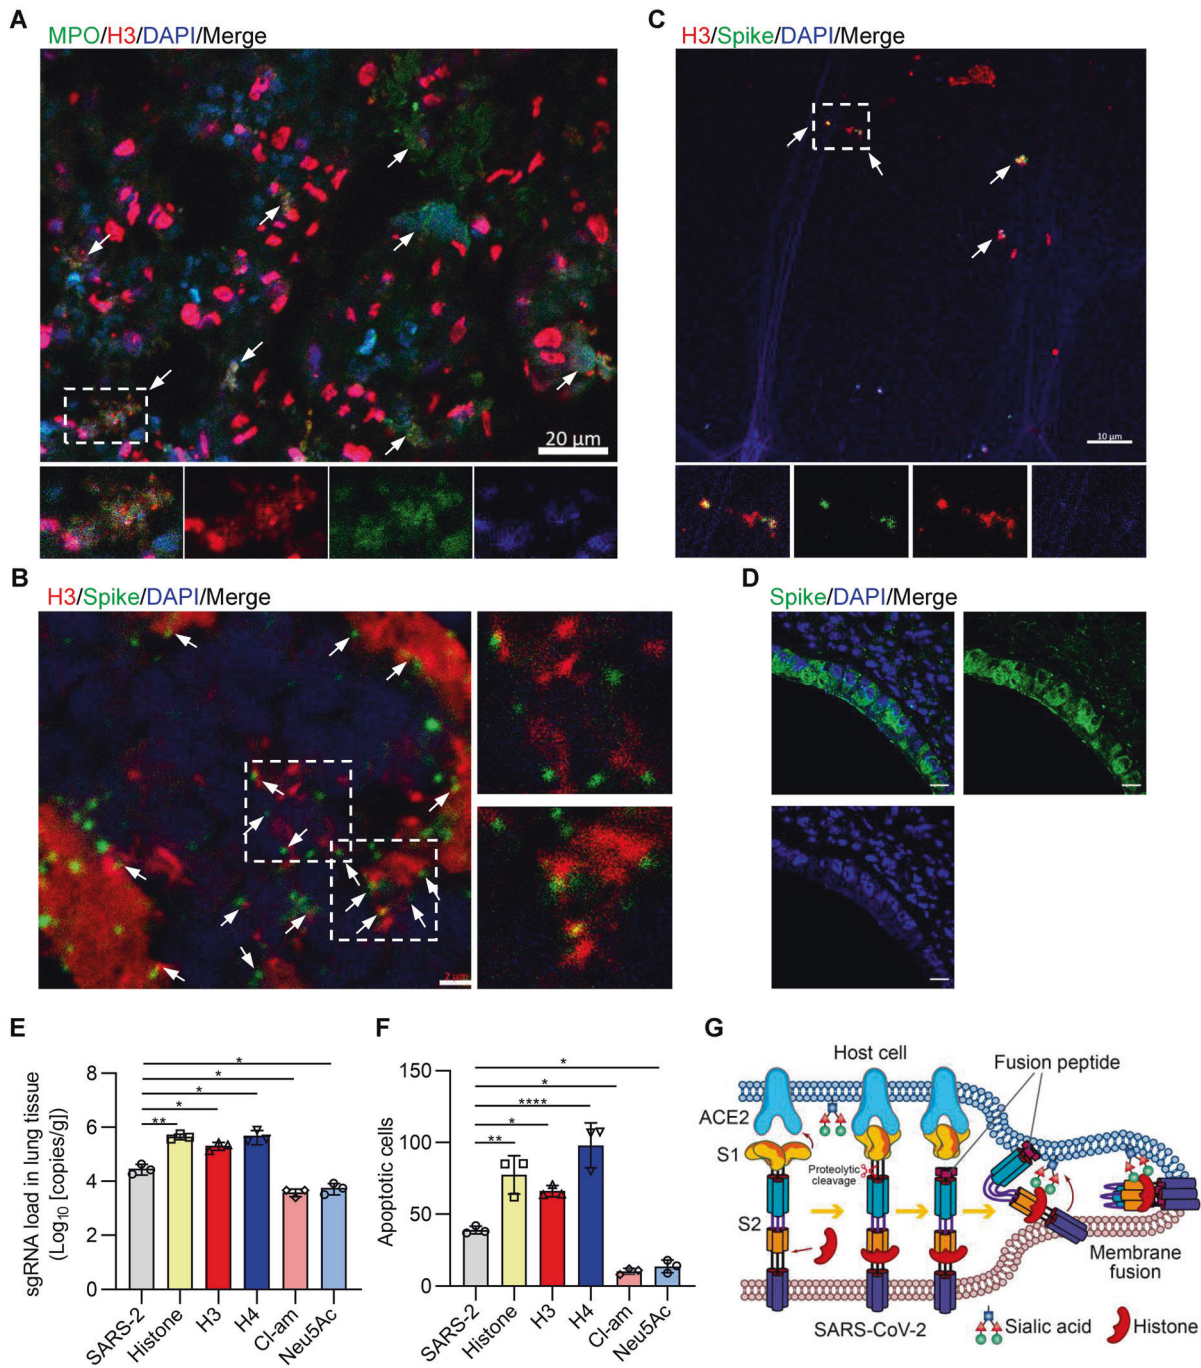 A
MPO/H3/DAPI/Merge
20 µm
B
H3/Spike/DAPI/Merge
2 µm
C
H3/Spike/DAPI/Merge
10 µm
D
Spike/DAPI/Merge
E
sgRNA load in lung tissue
(Log10 [copies/g])
8
6
4
2
0
*
*
*
*
**
SARS-2
Histone
H3
H4
Cl-am
Neu5Ac
F
Apoptotic cells
150
100
50
0
*
*
****
*
**
SARS-2
Histone
H3
H4
Cl-am
Neu5Ac
G
Host cell
Fusion peptide
ACE2
S1
Proteolytic
cleavage
S2
Membrane
fusion
SARS-CoV-2
Sialic acid
Histone